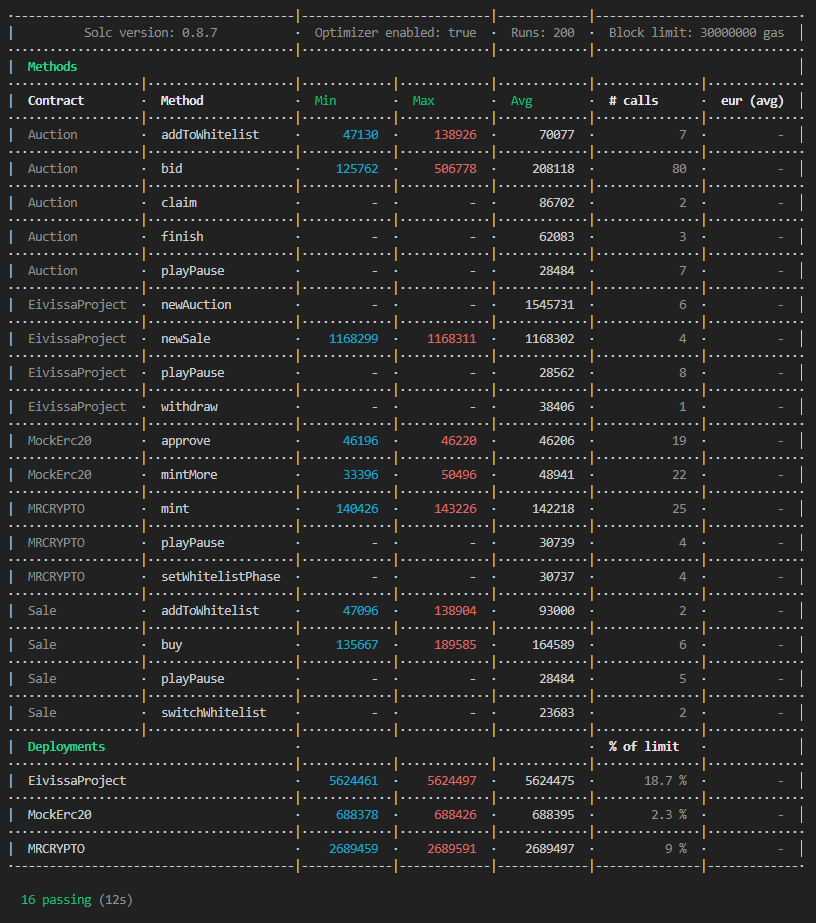 Solc version: 0.8.7 · Optimizer enabled: true · Runs: 200 · Block limit: 30000000 gas
Methods
Contract · Method · Min · Max · Avg · # calls · eur (avg)
Auction · addToWhitelist · 47130 · 138926 · 70077 · 7 · -
Auction · bid · 125762 · 506778 · 208118 · 80 · -
Auction · claim · - · - · 86702 · 2 · -
Auction · finish · - · - · 62083 · 3 · -
Auction · playPause · - · - · 28484 · 7 · -
EivissaProject · newAuction · - · - · 1545731 · 6 · -
EivissaProject · newSale · 1168299 · 1168311 · 1168302 · 4 · -
EivissaProject · playPause · - · - · 28562 · 8 · -
EivissaProject · withdraw · - · - · 38406 · 1 · -
MockErc20 · approve · 46196 · 46220 · 46206 · 19 · -
MockErc20 · mintMore · 33396 · 50496 · 48941 · 22 · -
MRCRYPTO · mint · 140426 · 143226 · 142218 · 25 · -
MRCRYPTO · playPause · - · - · 30739 · 4 · -
MRCRYPTO · setWhitelistPhase · - · - · 30737 · 4 · -
Sale · addToWhitelist · 47096 · 138904 · 93000 · 2 · -
Sale · buy · 135667 · 189585 · 164589 · 6 · -
Sale · playPause · - · - · 28484 · 5 · -
Sale · switchWhitelist · - · - · 23683 · 2 · -
Deployments · · % of limit ·
EivissaProject · 5624461 · 5624497 · 5624475 · 18.7 % · -
MockErc20 · 688378 · 688426 · 688395 · 2.3 % · -
MRCRYPTO · 2689459 · 2689591 · 2689497 · 9 % · -
16 passing (12s)